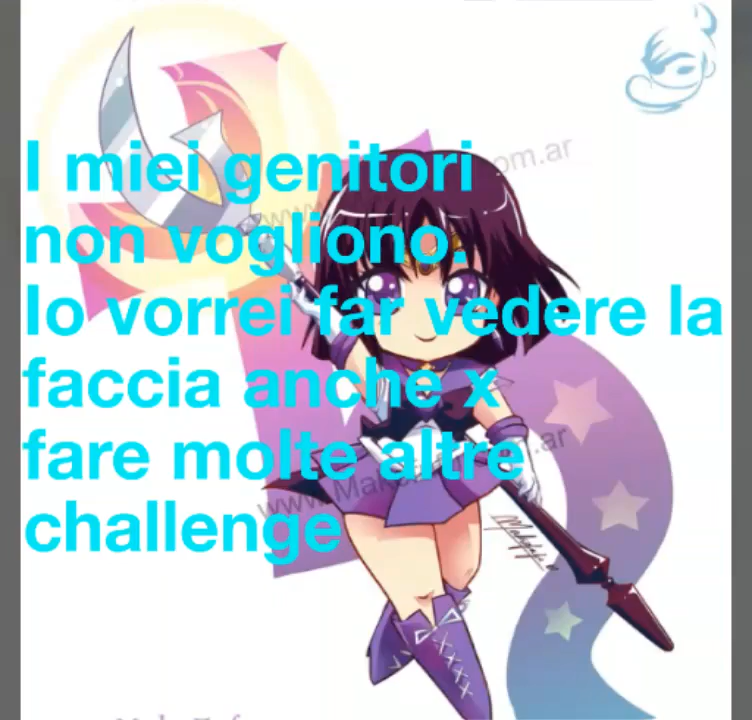 I miei genitori
non vogliono.
Io vorrei far vedere la
faccia anche x
fare molte altre
challenge